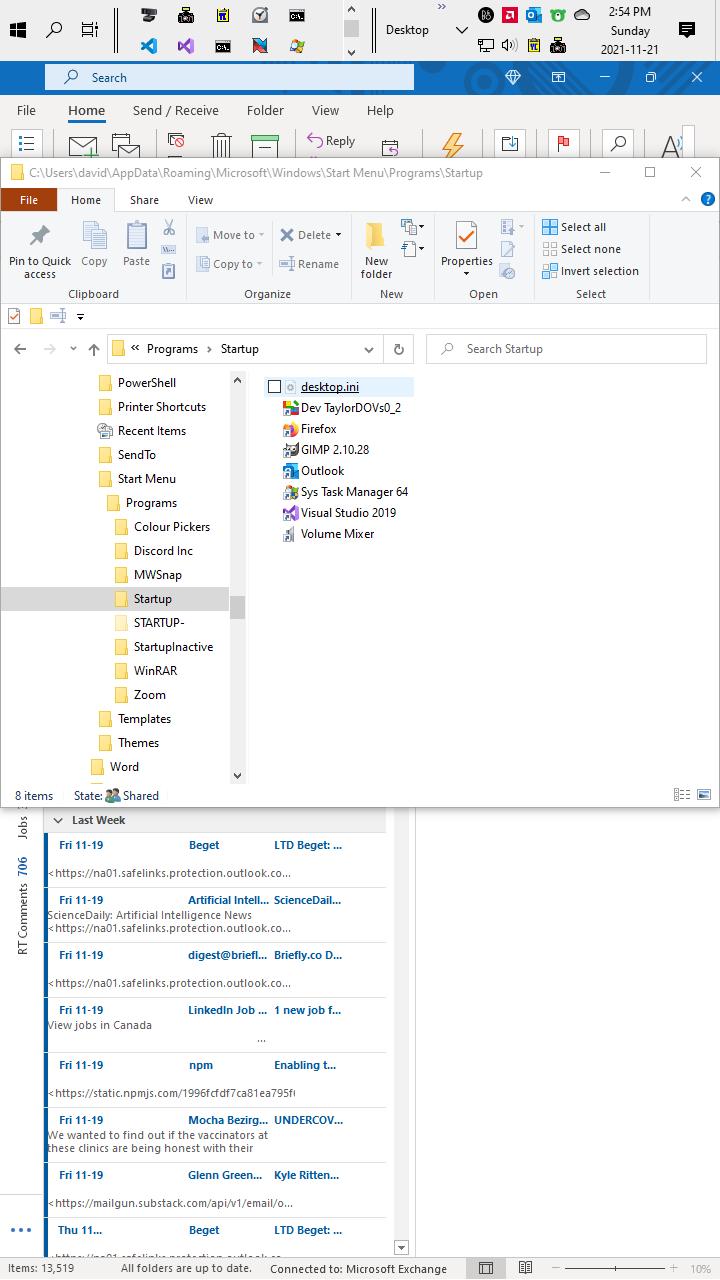 Desktop
2:54 PM
Sunday
2021-11-21
Search
File Home Send / Receive Folder View Help
Reply
C:\Users\david\AppData\Roaming\Microsoft\Windows\Start Menu\Programs\Startup
File Home Share View
Pin to Quick access
Copy
Paste
Clipboard
Move to
Copy to
Delete
Rename
Organize
New folder
New
Properties
Open
Select all
Select none
Invert selection
Select
Programs › Startup
Search Startup
PowerShell
Printer Shortcuts
Recent Items
SendTo
Start Menu
Programs
Colour Pickers
Discord Inc
MWSnap
Startup
STARTUP-
StartupInactive
WinRAR
Zoom
Templates
Themes
Word
desktop.ini
Dev TaylorDOVs0_2
Firefox
GIMP 2.10.28
Outlook
Sys Task Manager 64
Visual Studio 2019
Volume Mixer
8 items State: Shared
Jobs
RT Comments 706
Last Week
Fri 11-19 Beget LTD Beget: ...
<https://na01.safelinks.protection.outlook.co...
Fri 11-19 Artificial Intell... ScienceDail...
ScienceDaily: Artificial Intelligence News
<https://na01.safelinks.protection.outlook.co...
Fri 11-19 digest@briefl... Briefly.co D...
<https://na01.safelinks.protection.outlook.co...
Fri 11-19 LinkedIn Job ... 1 new job f...
View jobs in Canada
...
Fri 11-19 npm Enabling t...
<https://static.npmjs.com/1996fcfdf7ca81ea795f
Fri 11-19 Mocha Bezirg... UNDERCOV...
We wanted to find out if the vaccinators at
these clinics are being honest with their
Fri 11-19 Glenn Green... Kyle Ritten...
<https://mailgun.substack.com/api/v1/email/o...
Thu 11... Beget LTD Beget: ...
<https://na01.safelinks.protection.outlook.co...
Items: 13,519 All folders are up to date. Connected to: Microsoft Exchange 10%